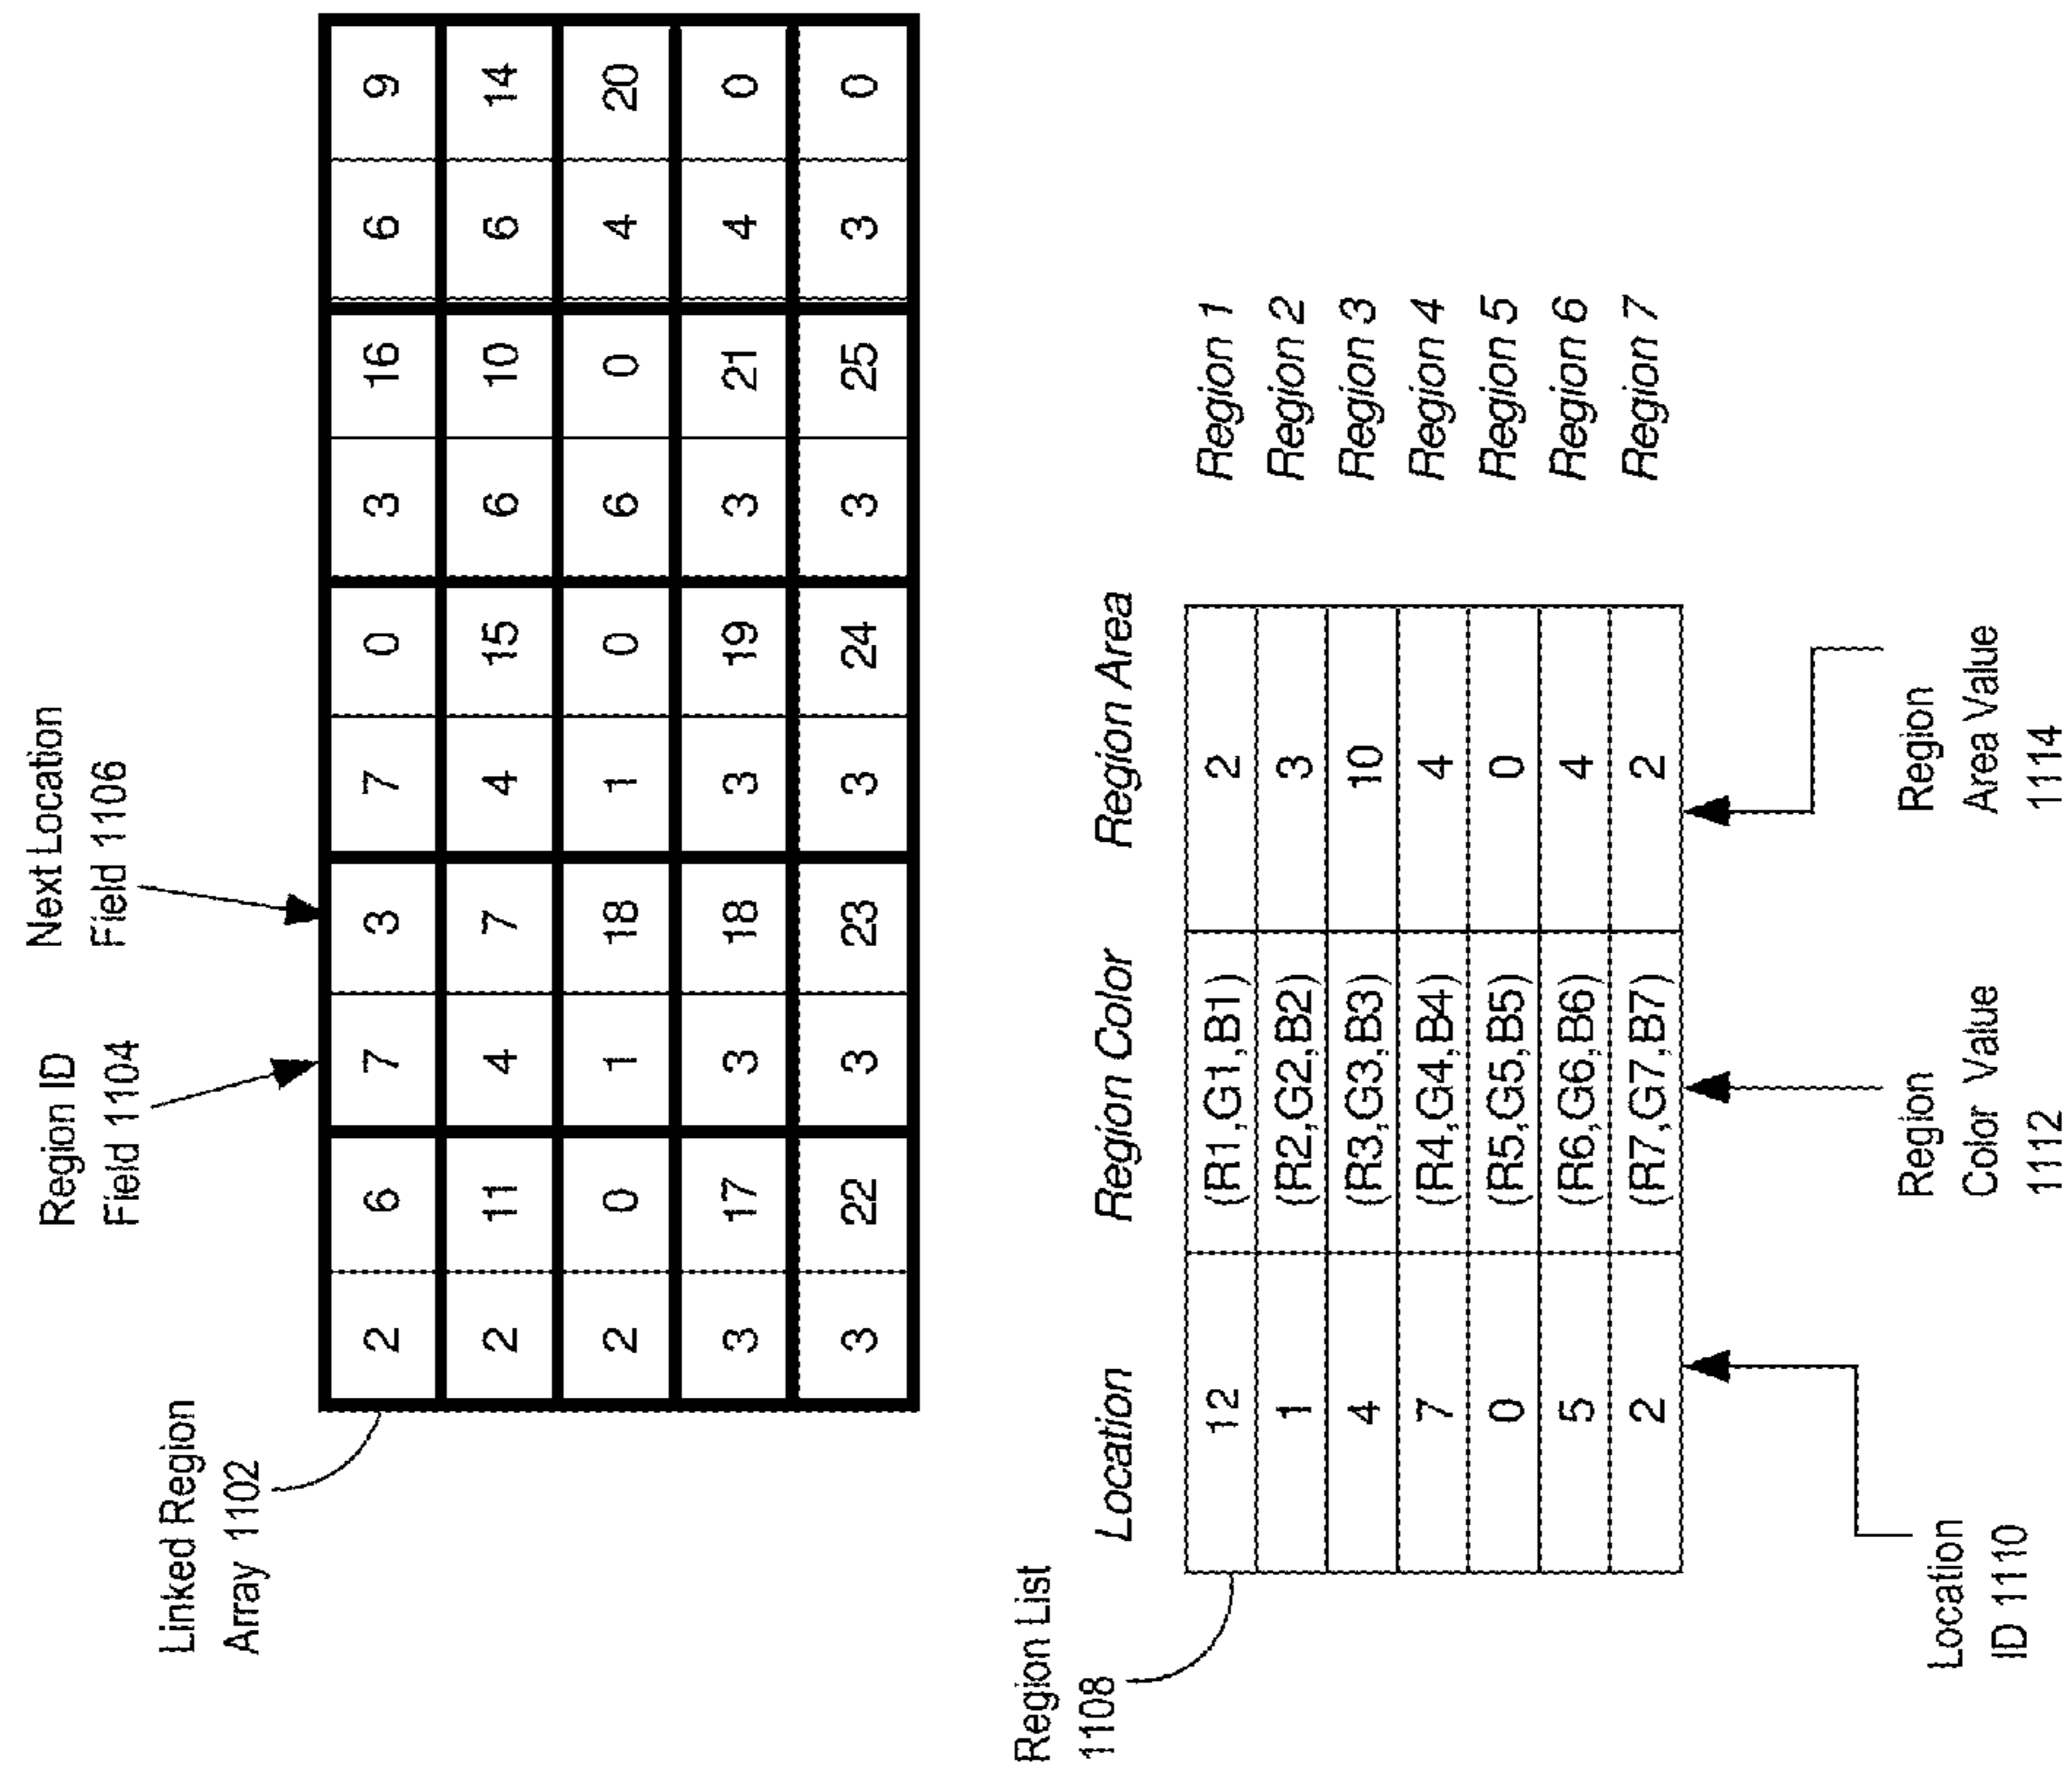 Region ID
Field 1104
Next Location
Field 1106
Linked Region
Array 1102
2 6 7 3 7 0 3 16 6 9
2 11 4 7 4 15 6 10 6 14
2 0 1 18 1 0 6 0 4 20
3 17 3 18 3 19 3 21 4 0
3 22 3 23 3 24 3 25 3 0
Region List
1108
Location Region Color Region Area
12 (R1,G1,B1) 2 Region 1
1 (R2,G2,B2) 3 Region 2
4 (R3,G3,B3) 10 Region 3
7 (R4,G4,B4) 4 Region 4
0 (R5,G5,B5) 0 Region 5
5 (R6,G6,B6) 4 Region 6
2 (R7,G7,B7) 2 Region 7
Location
ID 1110
Region
Color Value
1112
Region
Area Value
1114